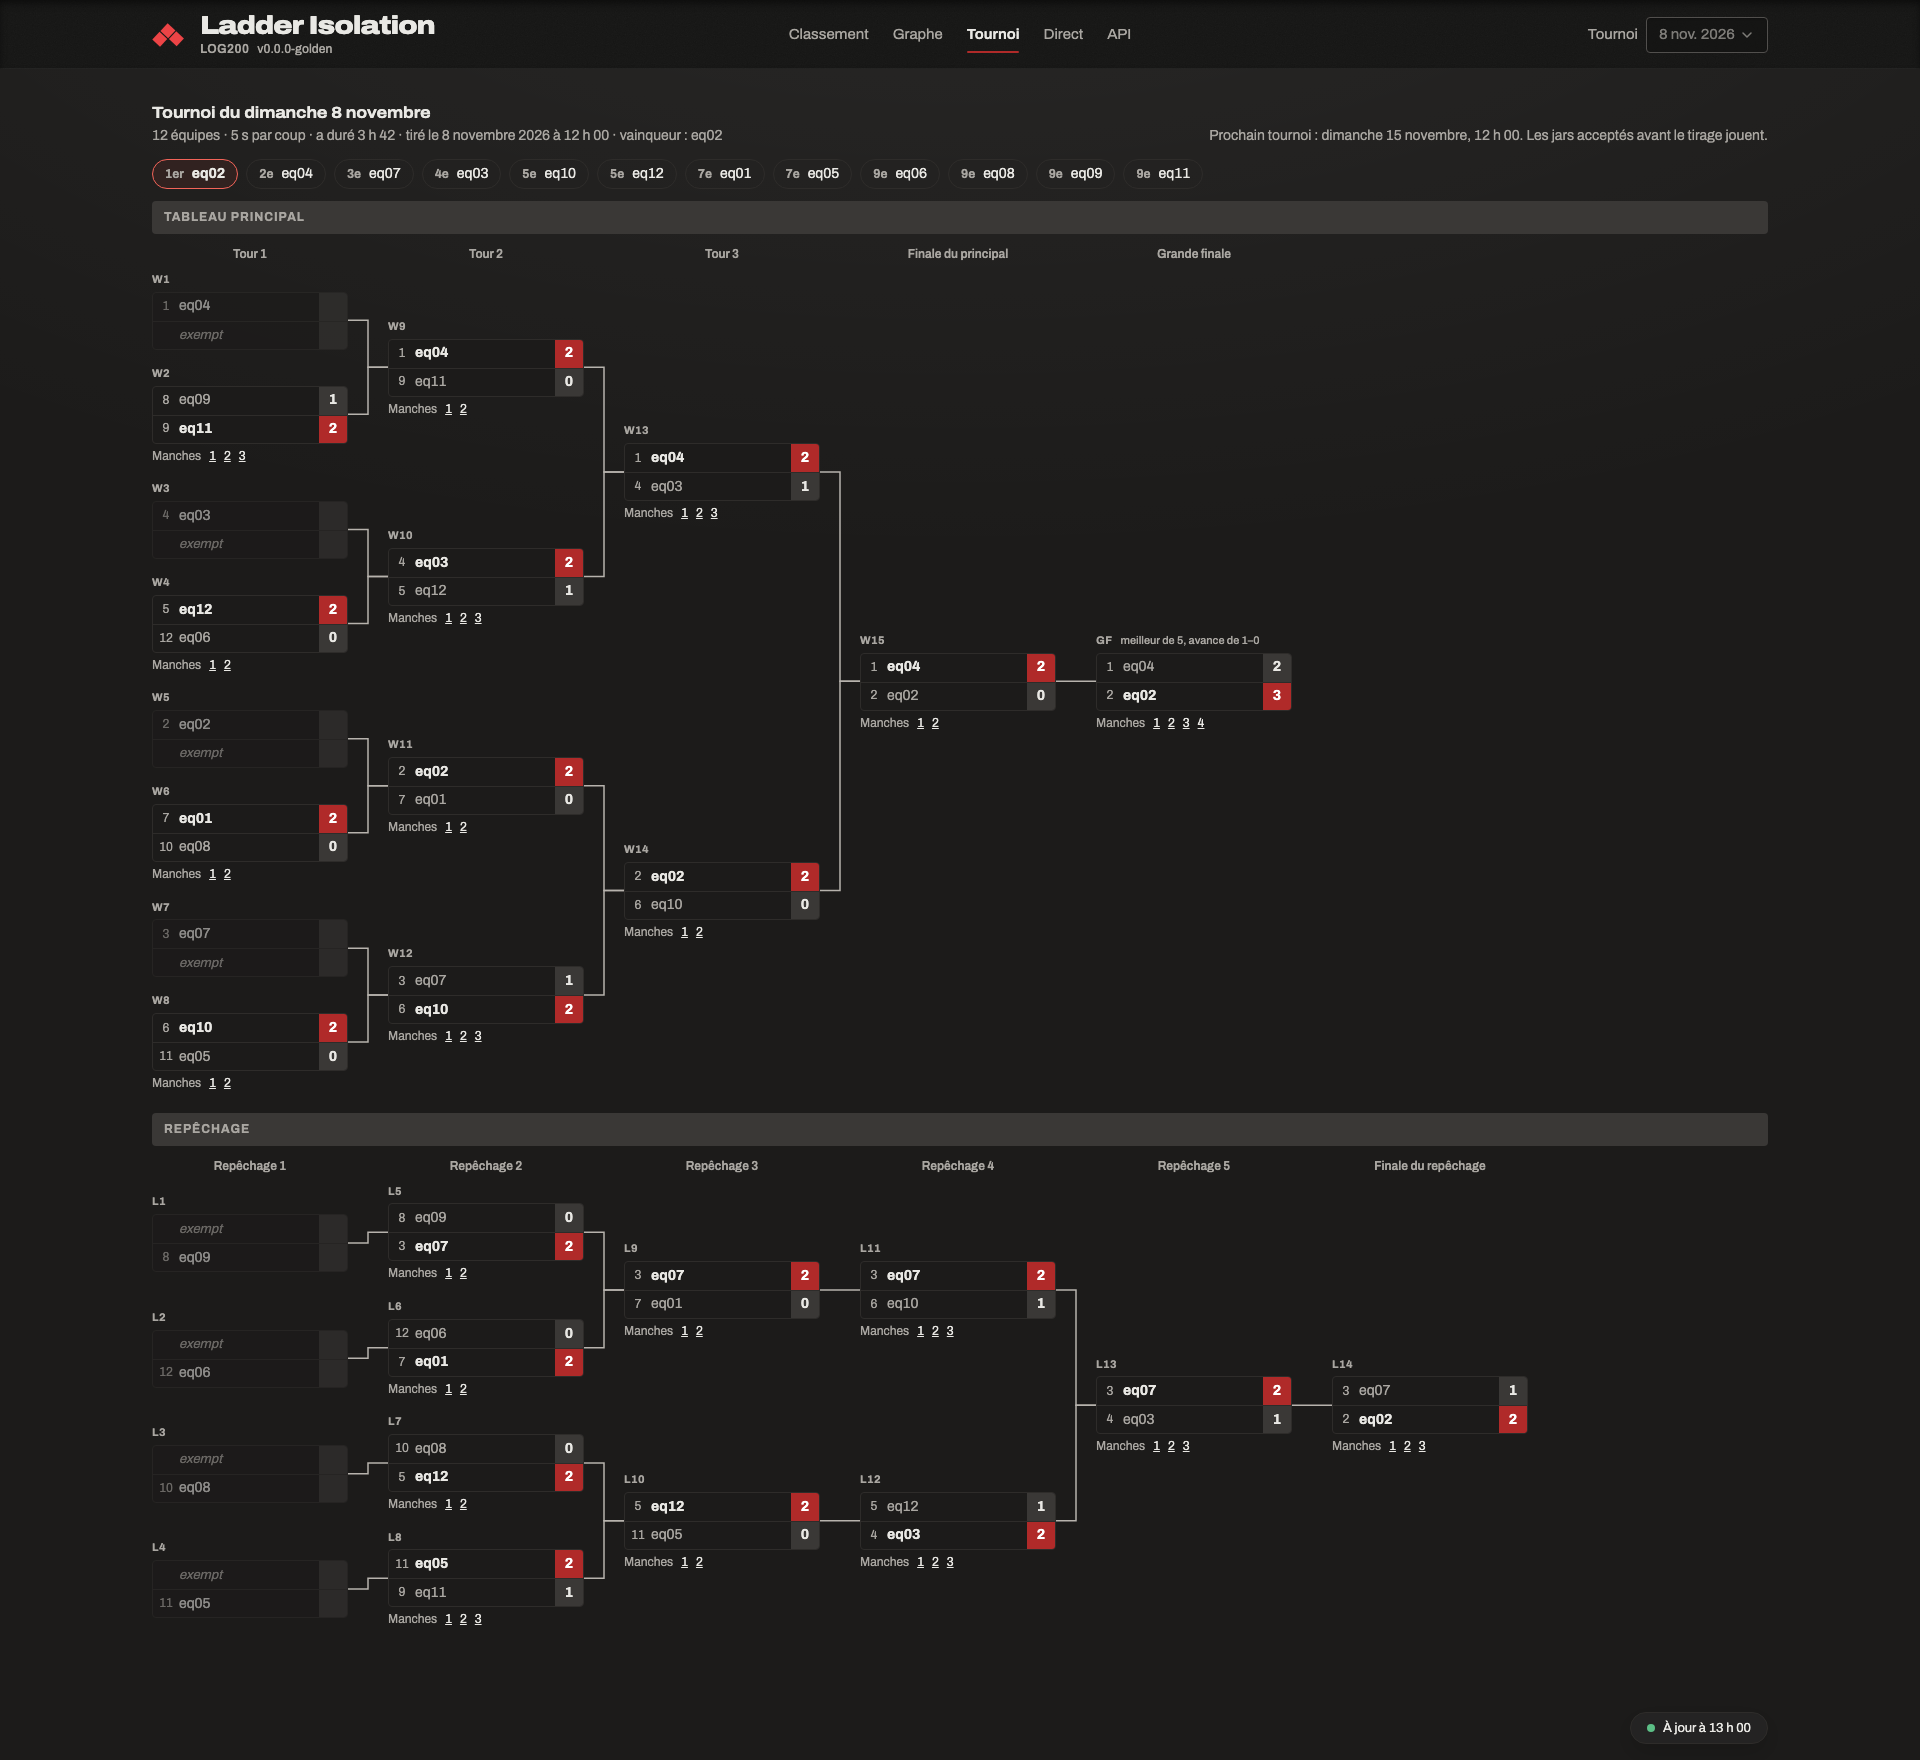 Ladder Isolation
LOG200 v0.0.0-golden
Classement Graphe Tournoi Direct API
Tournoi 8 nov. 2026
Tournoi du dimanche 8 novembre
12 équipes · 5 s par coup · a duré 3 h 42 · tiré le 8 novembre 2026 à 12 h 00 · vainqueur : eq02
Prochain tournoi : dimanche 15 novembre, 12 h 00. Les jars acceptés avant le tirage jouent.
1er eq02 2e eq04 3e eq07 4e eq03 5e eq10 5e eq12 7e eq01 7e eq05 9e eq06 9e eq08 9e eq09 9e eq11
TABLEAU PRINCIPAL
Tour 1 Tour 2 Tour 3 Finale du principal Grande finale
W1
1 eq04
exempt
W2
8 eq09 1
9 eq11 2
Manches 1 2 3
W3
4 eq03
exempt
W4
5 eq12 2
12 eq06 0
Manches 1 2
W5
2 eq02
exempt
W6
7 eq01 2
10 eq08 0
Manches 1 2
W7
3 eq07
exempt
W8
6 eq10 2
11 eq05 0
Manches 1 2
W9
1 eq04 2
9 eq11 0
Manches 1 2
W10
4 eq03 2
5 eq12 1
Manches 1 2 3
W11
2 eq02 2
7 eq01 0
Manches 1 2
W12
3 eq07 1
6 eq10 2
Manches 1 2 3
W13
1 eq04 2
4 eq03 1
Manches 1 2 3
W14
2 eq02 2
6 eq10 0
Manches 1 2
W15
1 eq04 2
2 eq02 0
Manches 1 2
GF meilleur de 5, avance de 1–0
1 eq04 2
2 eq02 3
Manches 1 2 3 4
REPÊCHAGE
Repêchage 1 Repêchage 2 Repêchage 3 Repêchage 4 Repêchage 5 Finale du repêchage
L1
exempt
8 eq09
L2
exempt
12 eq06
L3
exempt
10 eq08
L4
exempt
11 eq05
L5
8 eq09 0
3 eq07 2
Manches 1 2
L6
12 eq06 0
7 eq01 2
Manches 1 2
L7
10 eq08 0
5 eq12 2
Manches 1 2
L8
11 eq05 2
9 eq11 1
Manches 1 2 3
L9
3 eq07 2
7 eq01 0
Manches 1 2
L10
5 eq12 2
11 eq05 0
Manches 1 2
L11
3 eq07 2
6 eq10 1
Manches 1 2 3
L12
5 eq12 1
4 eq03 2
Manches 1 2 3
L13
3 eq07 2
4 eq03 1
Manches 1 2 3
L14
3 eq07 1
2 eq02 2
Manches 1 2 3
À jour à 13 h 00